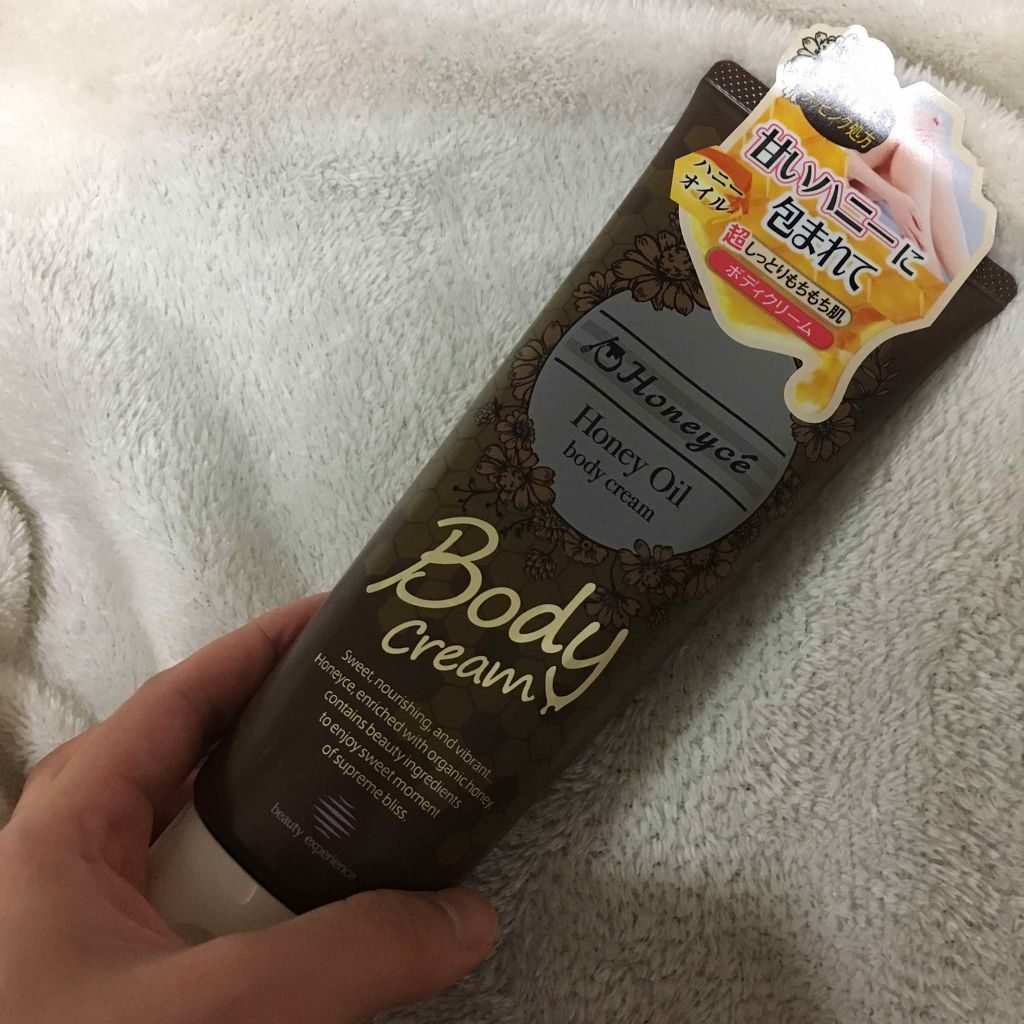 ハニー
オイル
甘いハニーに
包まれて
超しっとりもちもち肌
ボディクリーム
Honeycé
Honey Oil
body cream
Body
cream
Sweet, nourishing, and vibrant.
Honeyce, enriched with organic honey,
contains beauty ingredients
to enjoy sweet moment
of supreme bliss.
beauty experience